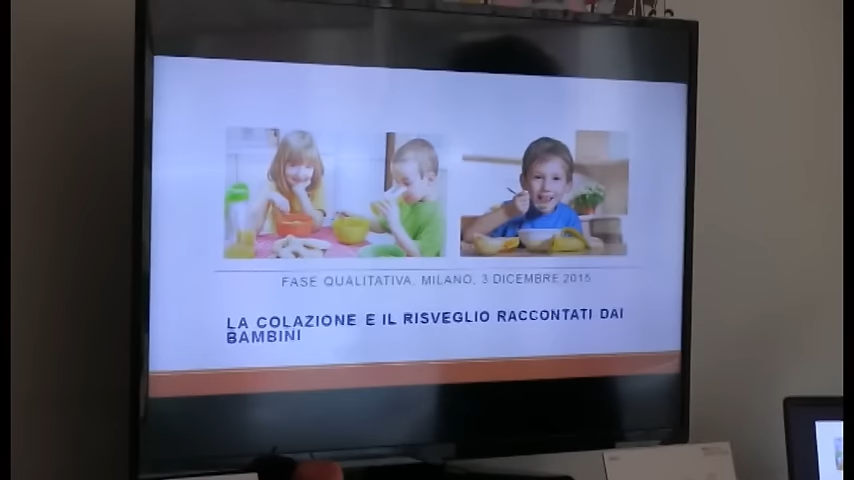 FASE QUALITATIVA, MILANO, 3 DICEMBRE 2015
LA COLAZIONE E IL RISVEGLIO RACCONTATI DAI
BAMBINI